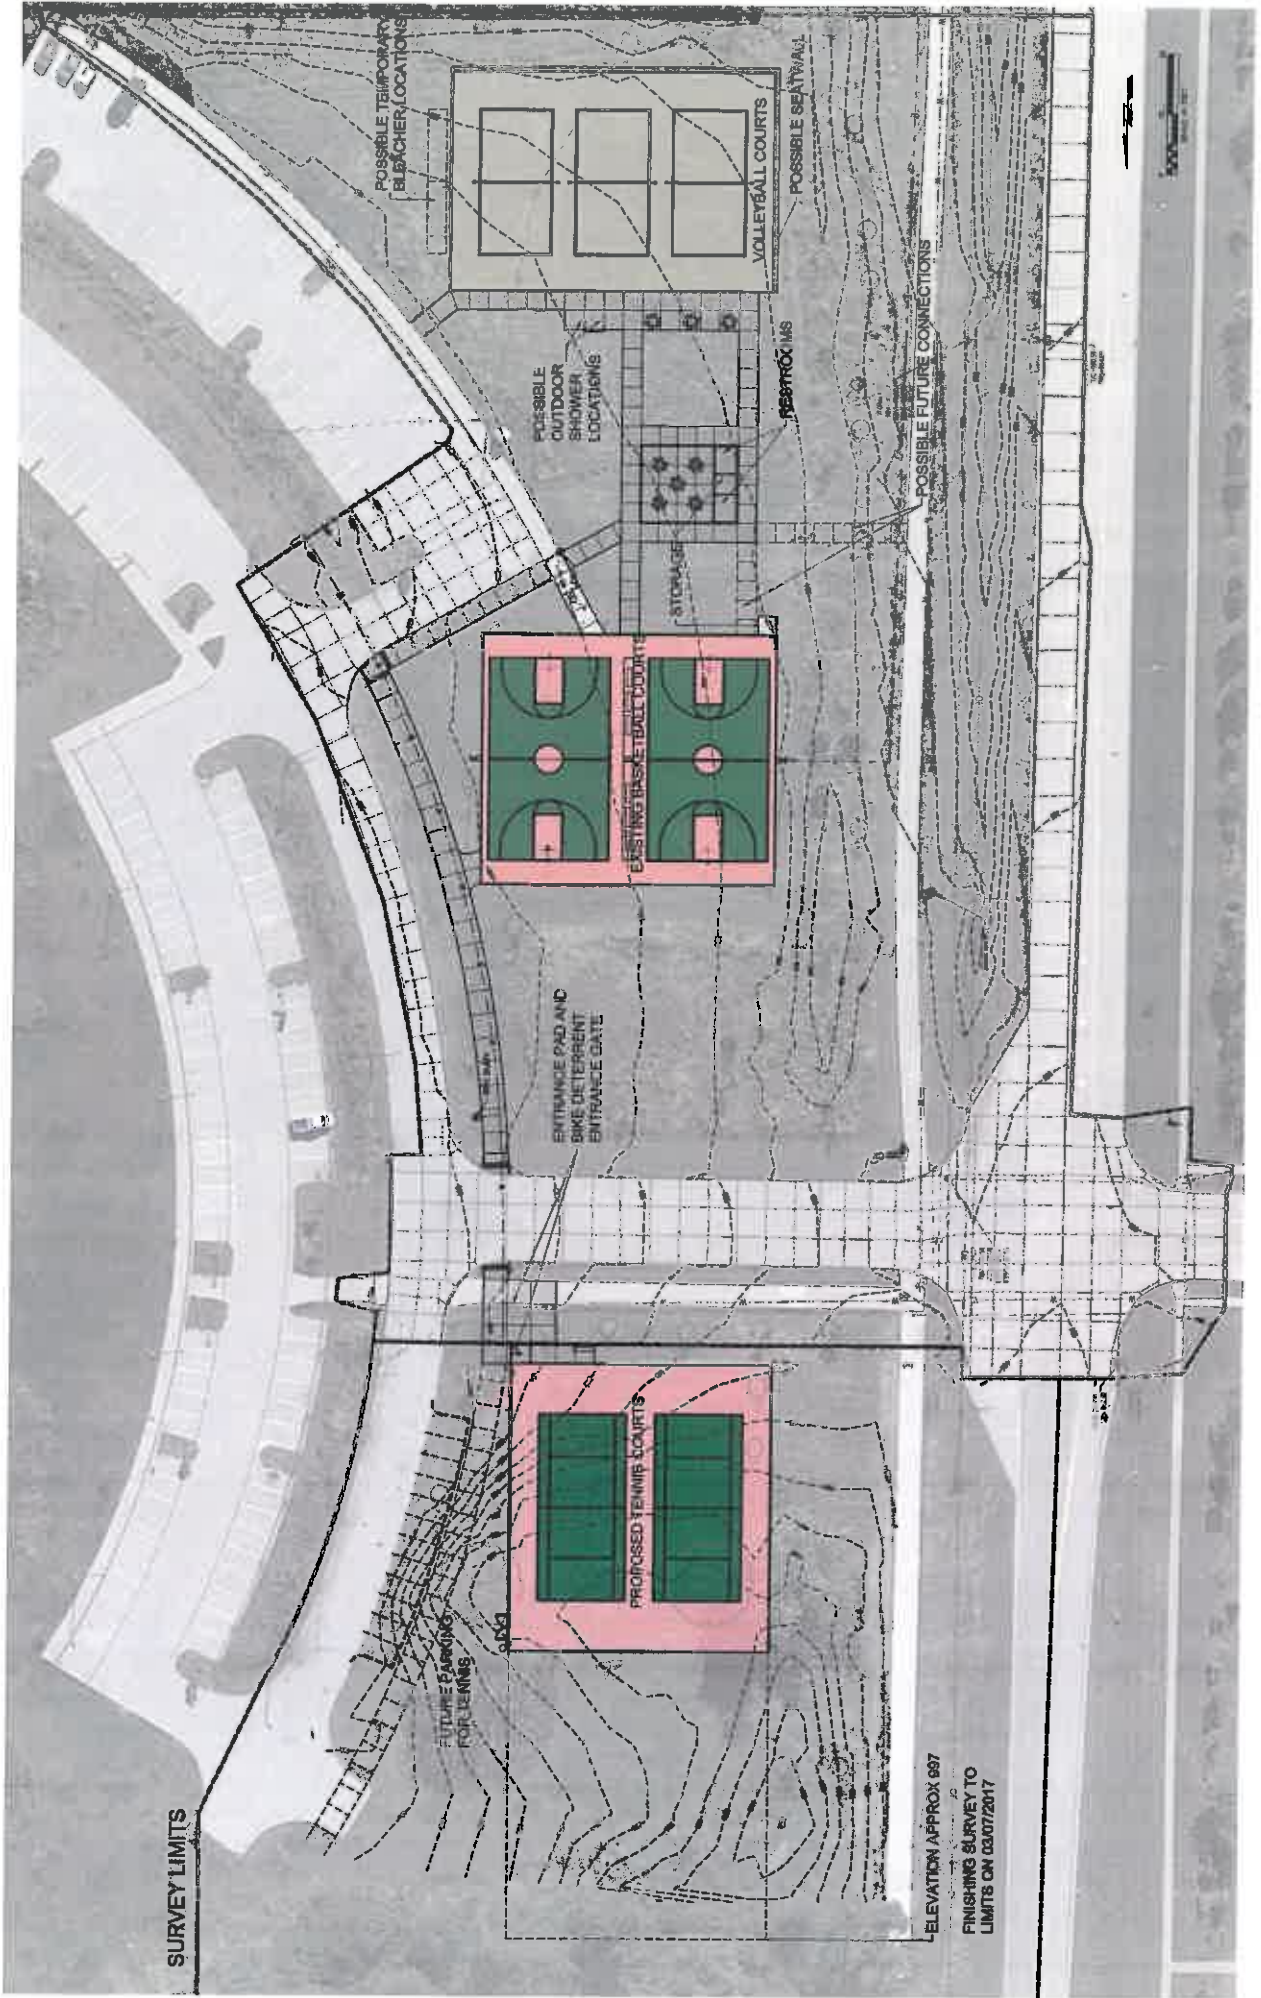 SURVEY LIMITS
POSSIBLE TEMPORARY
BLEACHER LOCATIONS
VOLLEYBALL COURTS
POSSIBLE SEATWALL
POSSIBLE
OUTDOOR
SHOWER
LOCATIONS
RESTROOMS
POSSIBLE FUTURE CONNECTIONS
STORAGE
EXISTING BASKETBALL COURTS
ENTRANCE PAD AND
BIKE DETERRENT
ENTRANCE GATE
PROPOSED TENNIS COURTS
FUTURE PARKING
FOR TENNIS
ELEVATION APPROX 997
FINISHING SURVEY TO
LIMITS ON 03/07/2017